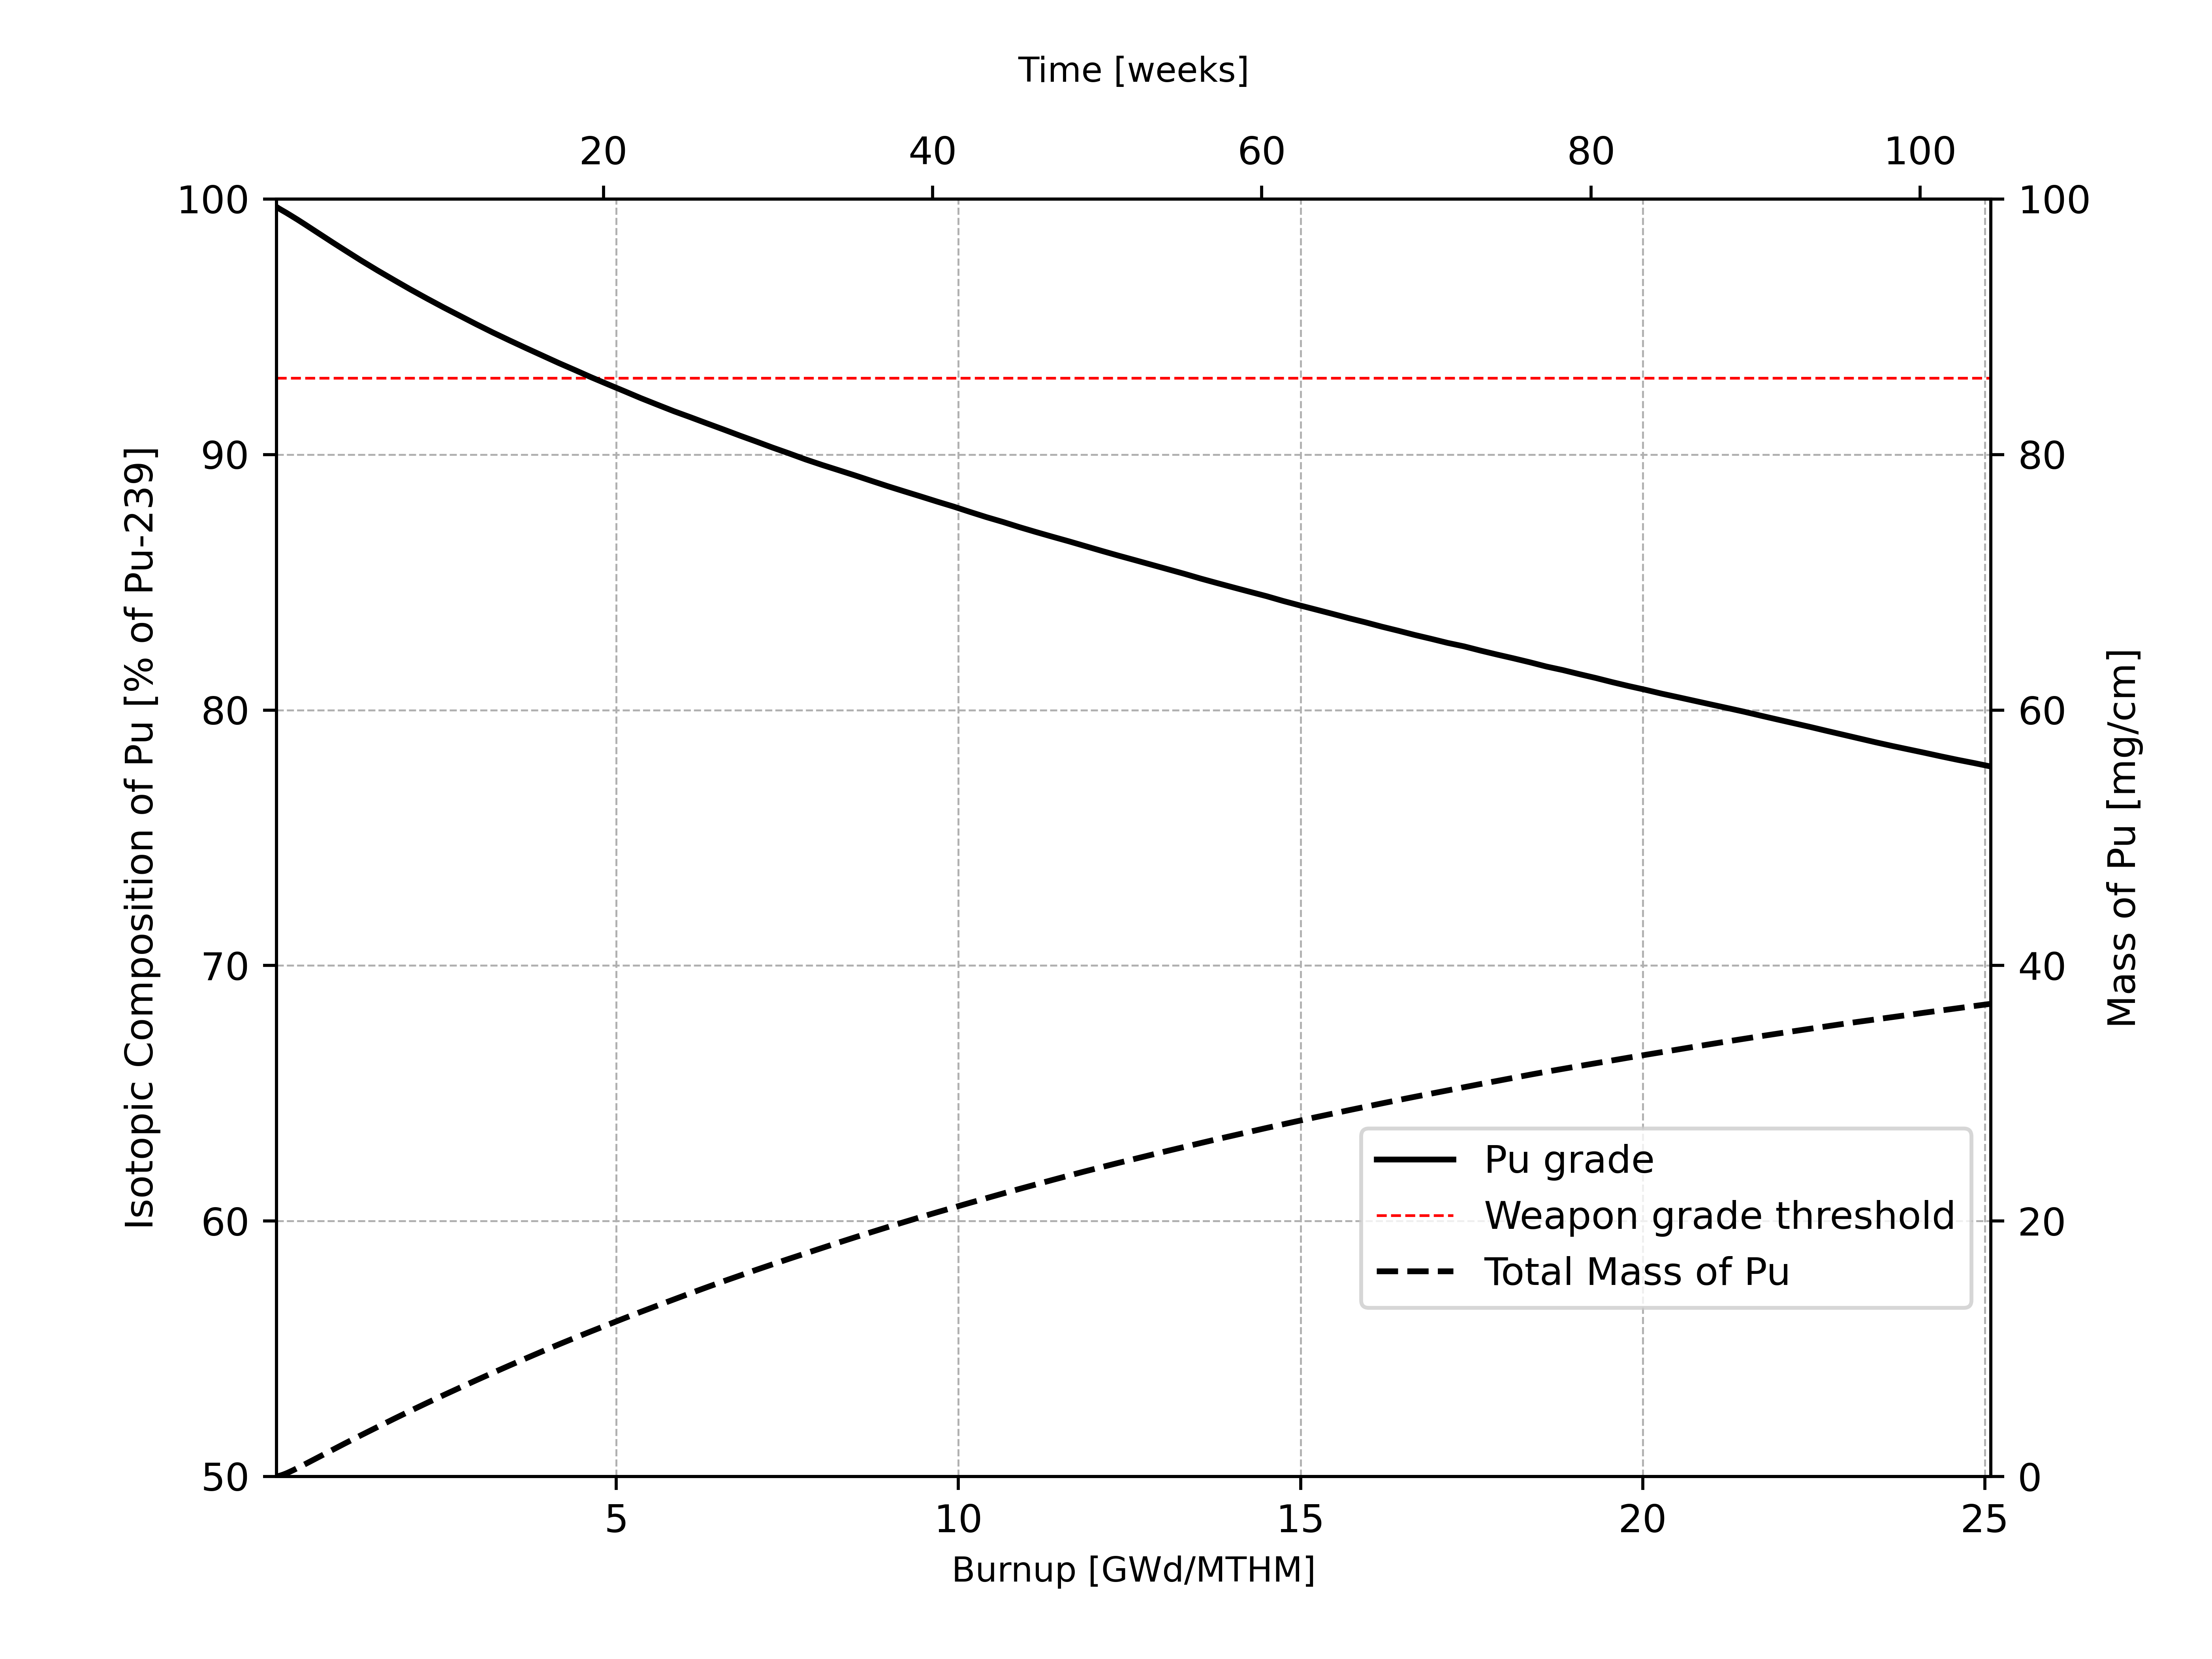 Time [weeks]
20 40 60 80 100
100
90
80
70
60
50
Isotopic Composition of Pu [% of Pu-239]
100
80
60
40
20
0
Mass of Pu [mg/cm]
Pu grade
Weapon grade threshold
Total Mass of Pu
5 10 15 20 25
Burnup [GWd/MTHM]